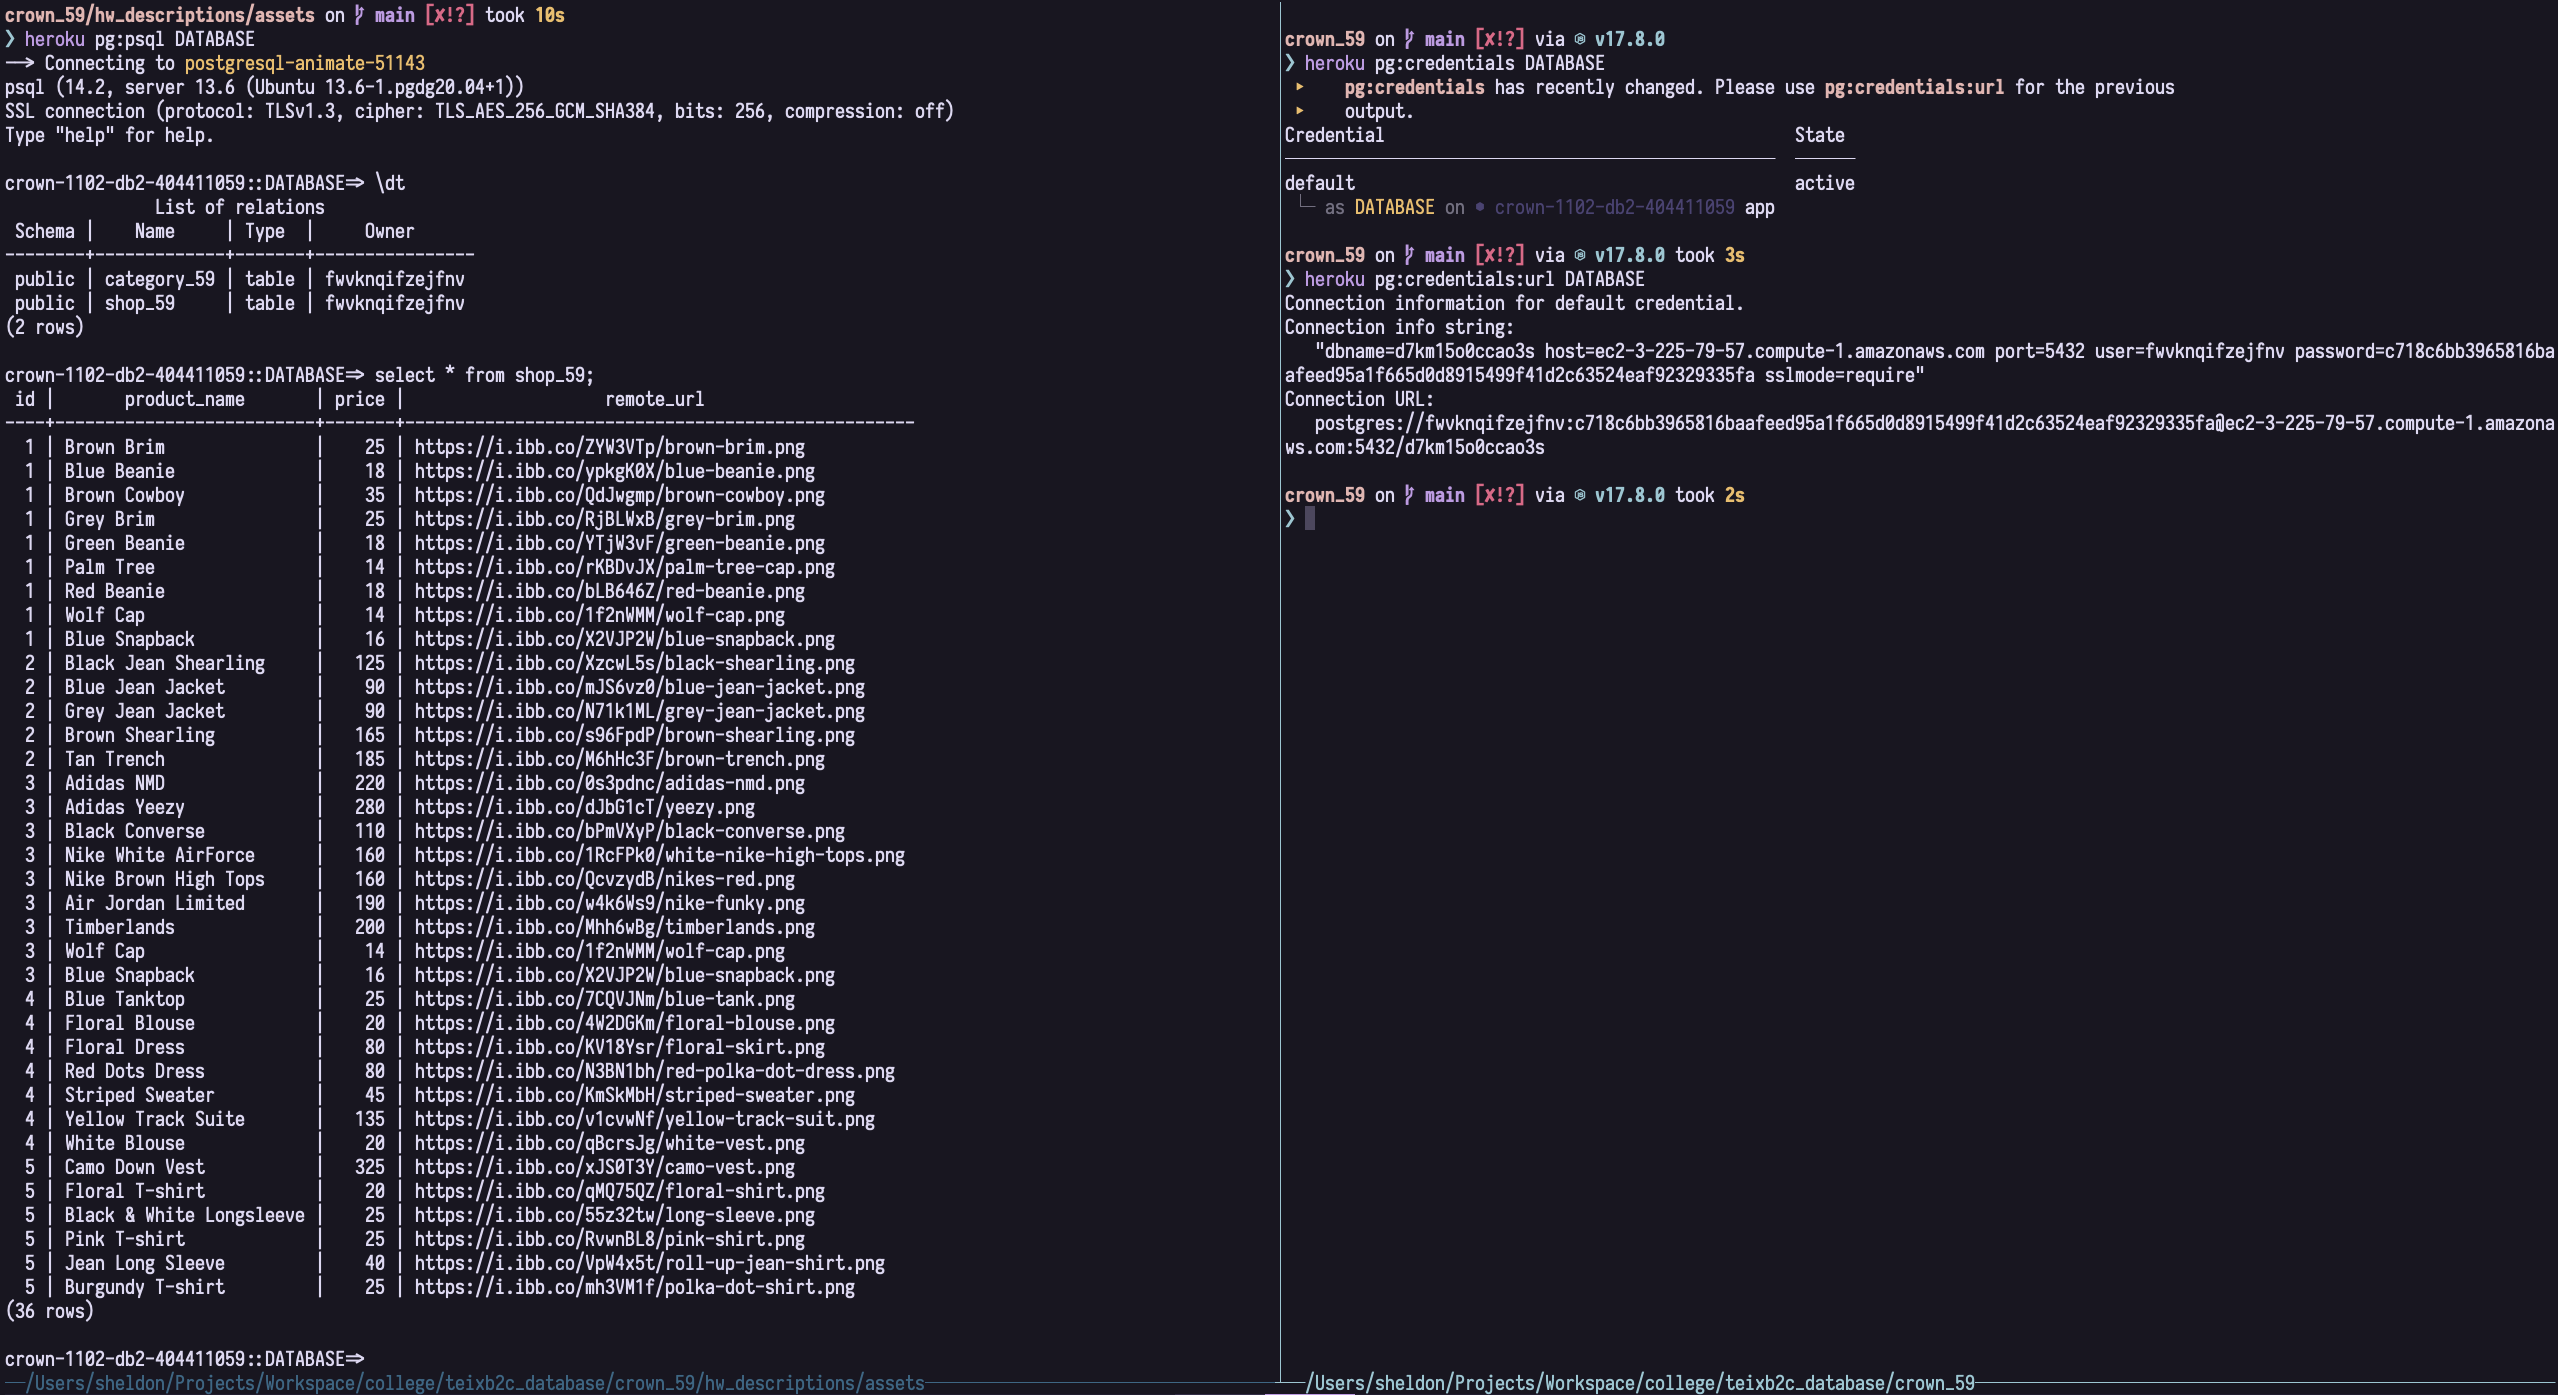 crown_59/hw_descriptions/assets on main [✘!?] took 10s
❯ heroku pg:psql DATABASE
--> Connecting to postgresql-animate-51143
psql (14.2, server 13.6 (Ubuntu 13.6-1.pgdg20.04+1))
SSL connection (protocol: TLSv1.3, cipher: TLS_AES_256_GCM_SHA384, bits: 256, compression: off)
Type "help" for help.
crown-1102-db2-404411059::DATABASE=> \dt
List of relations
Schema | Name | Type | Owner
--------+-------------+-------+----------------
public | category_59 | table | fwvknqifzejfnv
public | shop_59 | table | fwvknqifzejfnv
(2 rows)
crown-1102-db2-404411059::DATABASE=> select * from shop_59;
id | product_name | price | remote_url
----+--------------------------+-------+---------------------------------------------------
1 | Brown Brim | 25 | https://i.ibb.co/ZYW3VTp/brown-brim.png
1 | Blue Beanie | 18 | https://i.ibb.co/ypkgK0X/blue-beanie.png
1 | Brown Cowboy | 35 | https://i.ibb.co/QdJwgmp/brown-cowboy.png
1 | Grey Brim | 25 | https://i.ibb.co/RjBLWxB/grey-brim.png
1 | Green Beanie | 18 | https://i.ibb.co/YTjW3vF/green-beanie.png
1 | Palm Tree | 14 | https://i.ibb.co/rKBDvJX/palm-tree-cap.png
1 | Red Beanie | 18 | https://i.ibb.co/bLB646Z/red-beanie.png
1 | Wolf Cap | 14 | https://i.ibb.co/1f2nWMM/wolf-cap.png
1 | Blue Snapback | 16 | https://i.ibb.co/X2VJP2W/blue-snapback.png
2 | Black Jean Shearling | 125 | https://i.ibb.co/XzcwL5s/black-shearling.png
2 | Blue Jean Jacket | 90 | https://i.ibb.co/mJS6vz0/blue-jean-jacket.png
2 | Grey Jean Jacket | 90 | https://i.ibb.co/N71k1ML/grey-jean-jacket.png
2 | Brown Shearling | 165 | https://i.ibb.co/s96FpdP/brown-shearling.png
2 | Tan Trench | 185 | https://i.ibb.co/M6hHc3F/brown-trench.png
3 | Adidas NMD | 220 | https://i.ibb.co/0s3pdnc/adidas-nmd.png
3 | Adidas Yeezy | 280 | https://i.ibb.co/dJbG1cT/yeezy.png
3 | Black Converse | 110 | https://i.ibb.co/bPmVXyP/black-converse.png
3 | Nike White AirForce | 160 | https://i.ibb.co/1RcFPk0/white-nike-high-tops.png
3 | Nike Brown High Tops | 160 | https://i.ibb.co/QcvzydB/nikes-red.png
3 | Air Jordan Limited | 190 | https://i.ibb.co/w4k6Ws9/nike-funky.png
3 | Timberlands | 200 | https://i.ibb.co/Mhh6wBg/timberlands.png
3 | Wolf Cap | 14 | https://i.ibb.co/1f2nWMM/wolf-cap.png
3 | Blue Snapback | 16 | https://i.ibb.co/X2VJP2W/blue-snapback.png
4 | Blue Tanktop | 25 | https://i.ibb.co/7CQVJNm/blue-tank.png
4 | Floral Blouse | 20 | https://i.ibb.co/4W2DGKm/floral-blouse.png
4 | Floral Dress | 80 | https://i.ibb.co/KV18Ysr/floral-skirt.png
4 | Red Dots Dress | 80 | https://i.ibb.co/N3BN1bh/red-polka-dot-dress.png
4 | Striped Sweater | 45 | https://i.ibb.co/KmSkMbH/striped-sweater.png
4 | Yellow Track Suite | 135 | https://i.ibb.co/v1cvwNf/yellow-track-suit.png
4 | White Blouse | 20 | https://i.ibb.co/qBcrsJg/white-vest.png
5 | Camo Down Vest | 325 | https://i.ibb.co/xJS0T3Y/camo-vest.png
5 | Floral T-shirt | 20 | https://i.ibb.co/qMQ75QZ/floral-shirt.png
5 | Black & White Longsleeve | 25 | https://i.ibb.co/55z32tw/long-sleeve.png
5 | Pink T-shirt | 25 | https://i.ibb.co/RvwnBL8/pink-shirt.png
5 | Jean Long Sleeve | 40 | https://i.ibb.co/VpW4x5t/roll-up-jean-shirt.png
5 | Burgundy T-shirt | 25 | https://i.ibb.co/mh3VM1f/polka-dot-shirt.png
(36 rows)
crown-1102-db2-404411059::DATABASE=>
/Users/sheldon/Projects/Workspace/college/teixb2c_database/crown_59/hw_descriptions/assets
crown_59 on main [✘!?] via v17.8.0
❯ heroku pg:credentials DATABASE
▸ pg:credentials has recently changed. Please use pg:credentials:url for the previous
▸ output.
Credential State
default active
└─ as DATABASE on ● crown-1102-db2-404411059 app
crown_59 on main [✘!?] via v17.8.0 took 3s
❯ heroku pg:credentials:url DATABASE
Connection information for default credential.
Connection info string:
"dbname=d7km15o0ccao3s host=ec2-3-225-79-57.compute-1.amazonaws.com port=5432 user=fwvknqifzejfnv password=c718c6bb3965816ba
afeed95a1f665d0d8915499f41d2c63524eaf92329335fa sslmode=require"
Connection URL:
postgres://fwvknqifzejfnv:c718c6bb3965816baafeed95a1f665d0d8915499f41d2c63524eaf92329335fa@ec2-3-225-79-57.compute-1.amazona
ws.com:5432/d7km15o0ccao3s
crown_59 on main [✘!?] via v17.8.0 took 2s
❯
/Users/sheldon/Projects/Workspace/college/teixb2c_database/crown_59